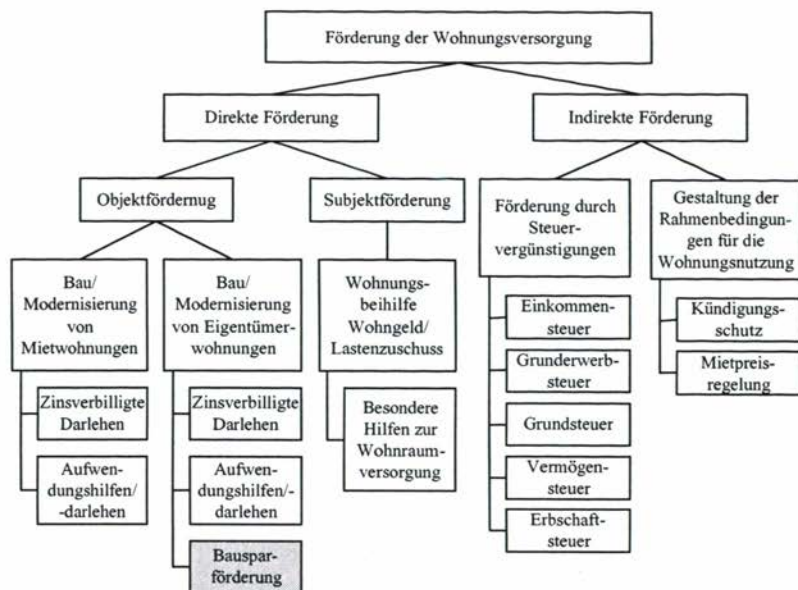 Förderung der Wohnungsversorgung
Direkte Förderung
Indirekte Förderung
Objektfördernug
Subjektförderung
Förderung durch
Steuer-
vergünstigungen
Gestaltung der
Rahmenbedingun-
gen für die
Wohnungsnutzung
Bau/
Modernisierung
von
Mietwohnungen
Bau/
Modernisierung
von Eigentümer-
wohnungen
Wohnungs-
beihilfe
Wohngeld/
Lastenzuschuss
Einkommen-
steuer
Kündigungs-
schutz
Grunderwerb-
steuer
Mietpreis-
regelung
Zinsverbilligte
Darlehen
Zinsverbilligte
Darlehen
Besondere
Hilfen zur
Wohnraum-
versorgung
Grundsteuer
Aufwen-
dungshilfen/
-darlehen
Aufwen-
dungshilfen/-
darlehen
Vermögen-
steuer
Erbschaft-
steuer
Bauspar-
förderung